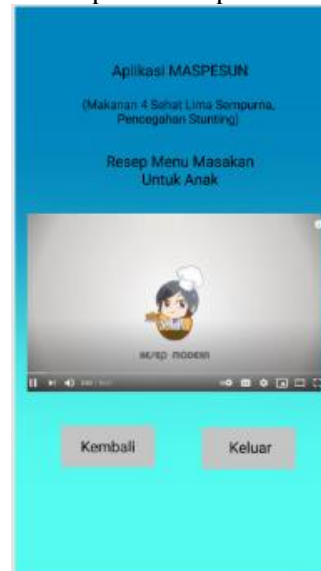 Aplikasi MASPESUN
(Makanan 4 Sehat Lima Sempurna,
Pencegahan Stunting)
Resep Menu Masakan
Untuk Anak
RESEP MODERN
Kembali
Keluar